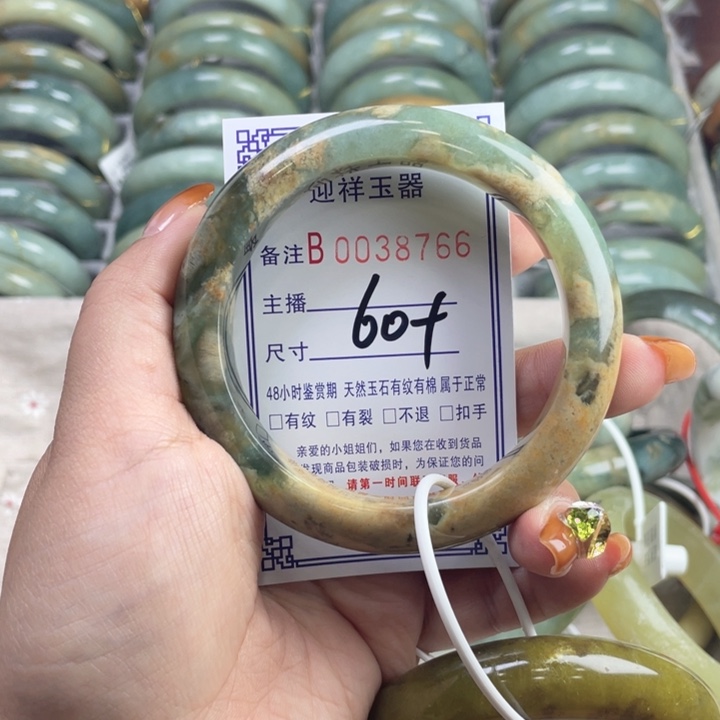 迎祥玉器
备注B 0038766
主播
尺寸
60+
48小时鉴赏期 天然玉石有纹有棉 属于正常
□有纹 □有裂 □不退 □扣手
亲爱的小姐姐们，如果您在收到货品
发现商品包装破损时，为保证您的问
请第一时间联